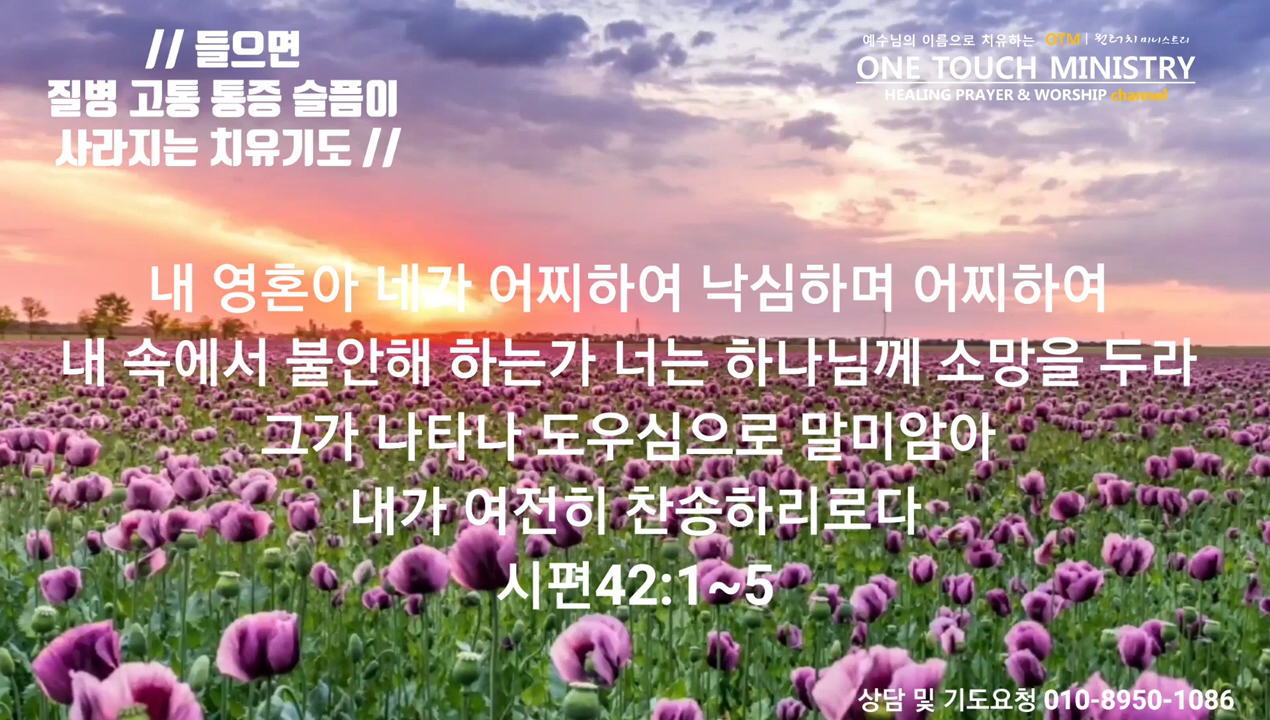 // 들으면
질병 고통 통증 슬픔이
사라지는 치유기도 //
예수님의 이름으로 치유하는 OTM | 원터치 미니스트리
ONE TOUCH MINISTRY
HEALING PRAYER & WORSHIP channel
내 영혼아 네가 어찌하여 낙심하며 어찌하여
내 속에서 불안해 하는가 너는 하나님께 소망을 두라
그가 나타나 도우심으로 말미암아
내가 여전히 찬송하리로다
시편42:1~5
상담 및 기도요청 010-8950-1086